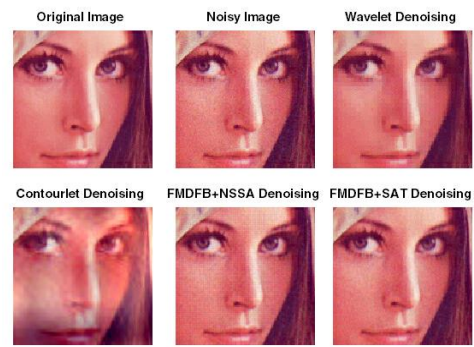 Original Image
Noisy Image
Wavelet Denoising
Contourlet Denoising
FMDFB+NSSA Denoising
FMDFB+SAT Denoising